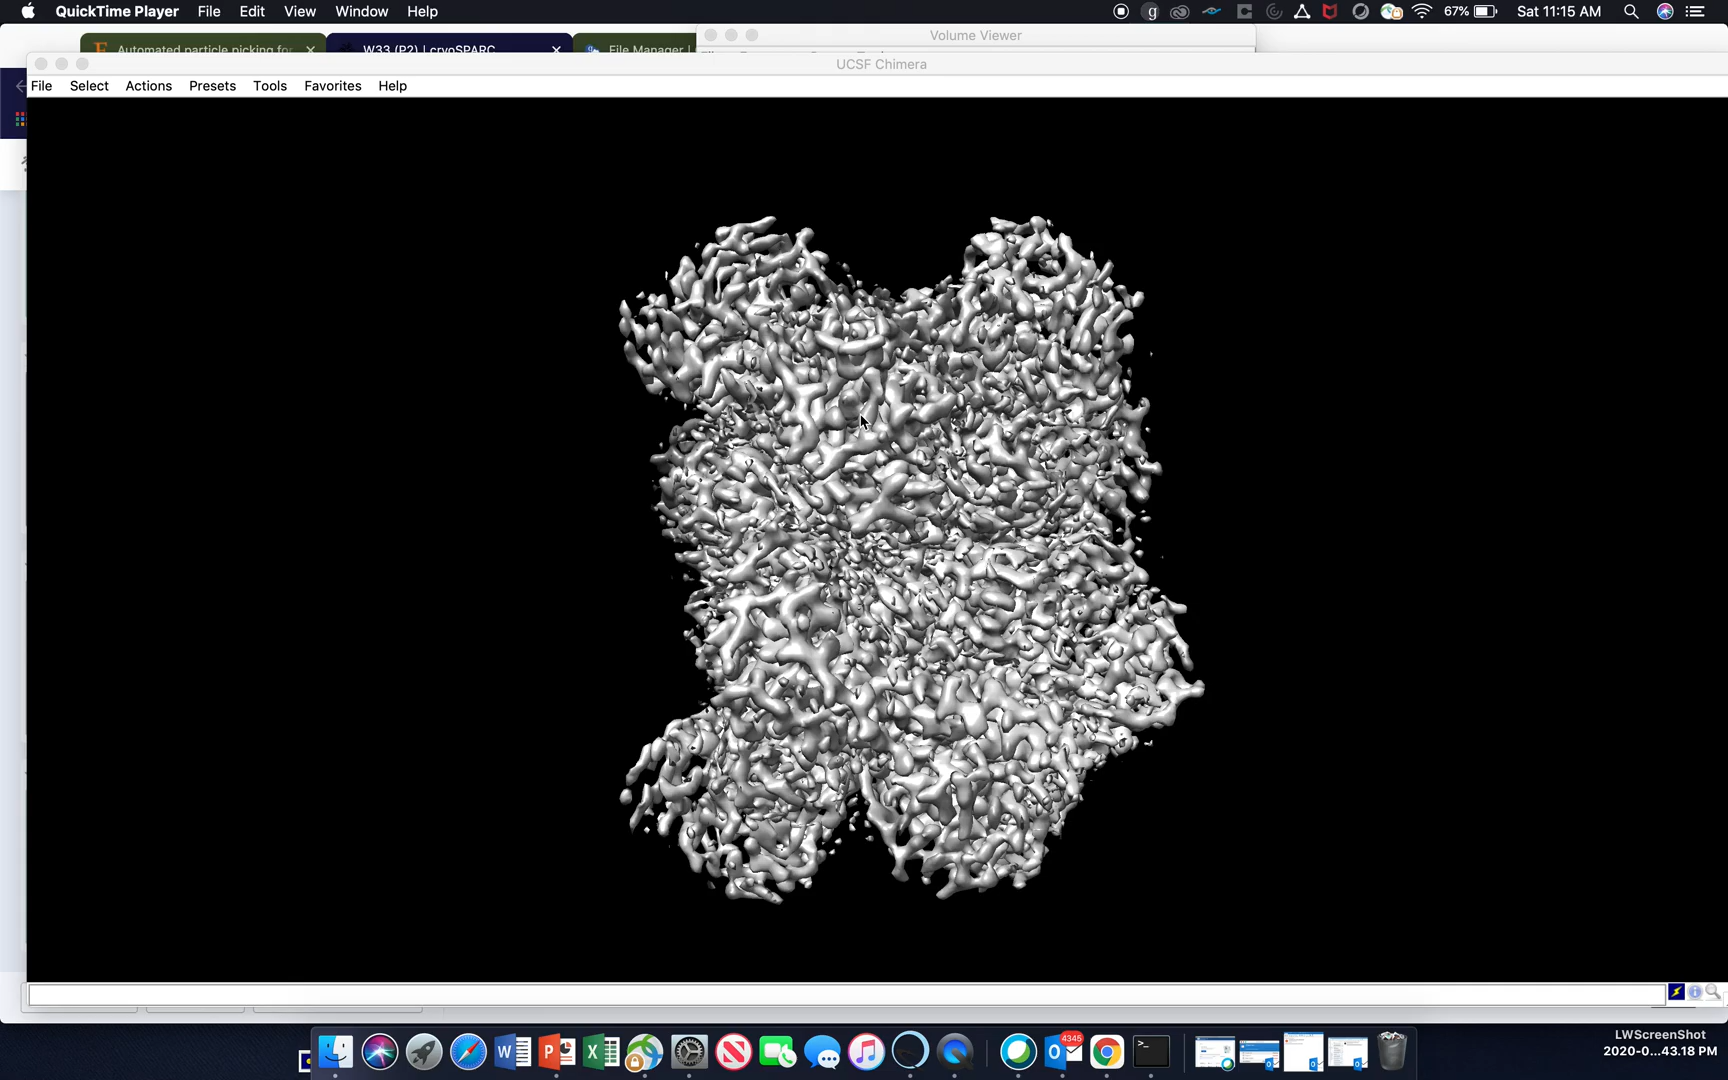 QuickTime Player File Edit View Window Help
67% Sat 11:15 AM
Automated particle picking for
W33 (P2) | cryoSPARC
File Manager |
Volume Viewer
UCSF Chimera
File Select Actions Presets Tools Favorites Help
4345
LWScreenShot
2020-0...43.18 PM